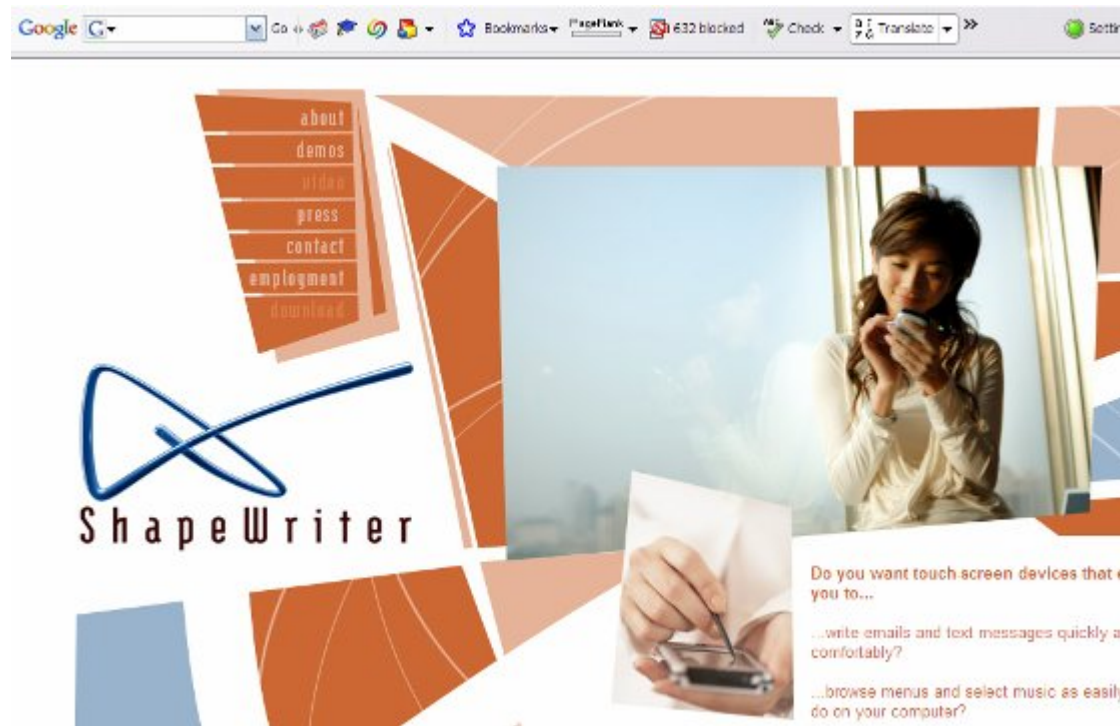 Google G
Go Bookmarks PageRank 632 blocked Check Translate
about
demos
video
press
contact
employment
download
ShapeWriter
Do you want touch-screen devices that
you to...
...write emails and text messages quickly
comfortably?
...browse menus and select music as easily
do on your computer?